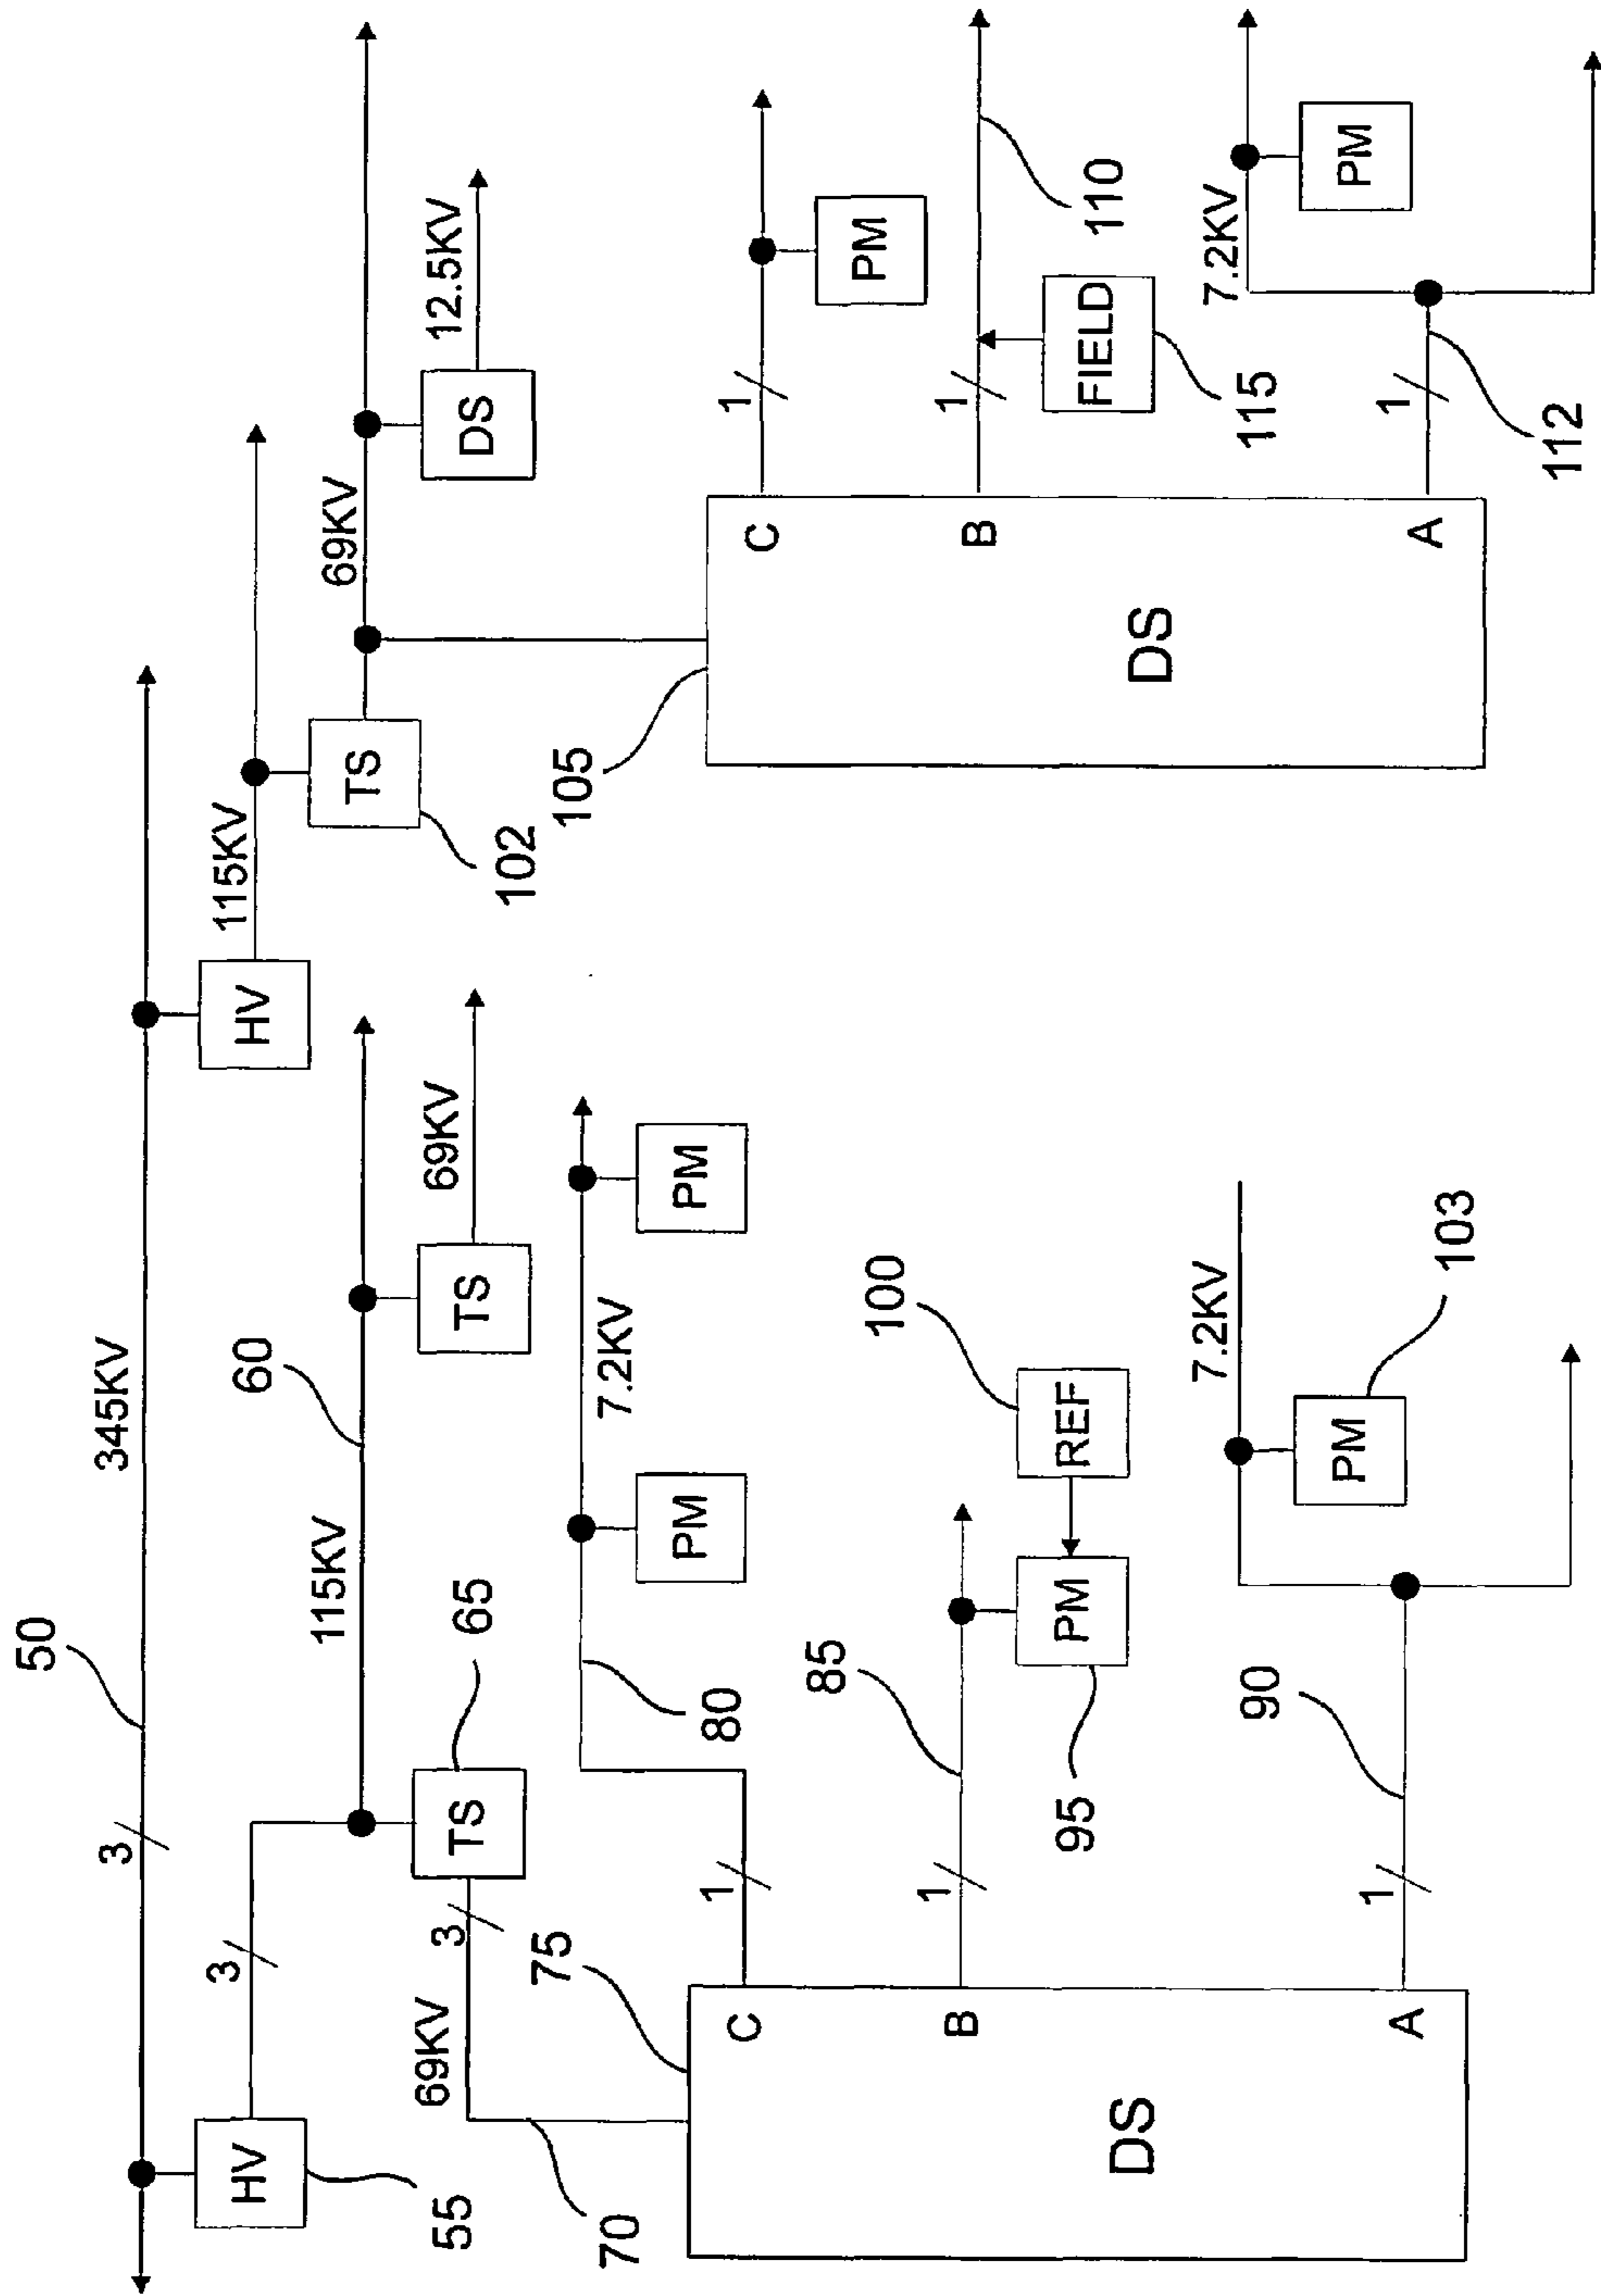 50
345KV
3
HV
115KV
HV
3
115KV
60
TS
102
69KV
DS
12.5KV
55
69KV
3
TS
65
TS
69KV
70
75
80
7.2KV
PM
PM
105
DS
C
1
B
1
A
1
85
PM
95
REF
100
90
7.2KV
PM
103
DS
C
1
PM
B
1
FIELD
115
110
A
1
112
7.2KV
PM